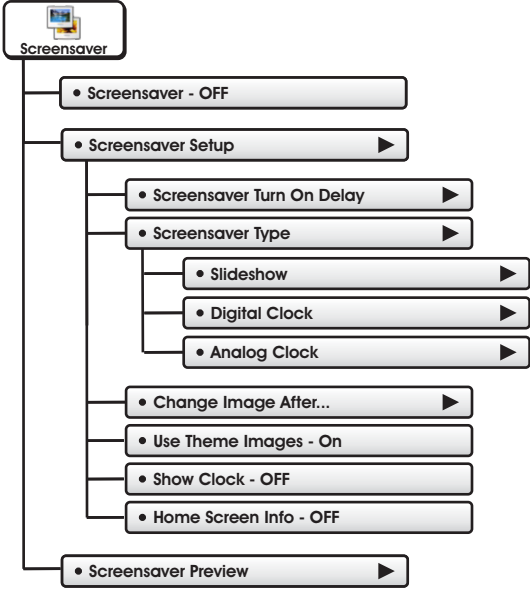 Screensaver
• Screensaver - OFF
• Screensaver Setup
• Screensaver Turn On Delay
• Screensaver Type
• Slideshow
• Digital Clock
• Analog Clock
• Change Image After...
• Use Theme Images - On
• Show Clock - OFF
• Home Screen Info - OFF
• Screensaver Preview